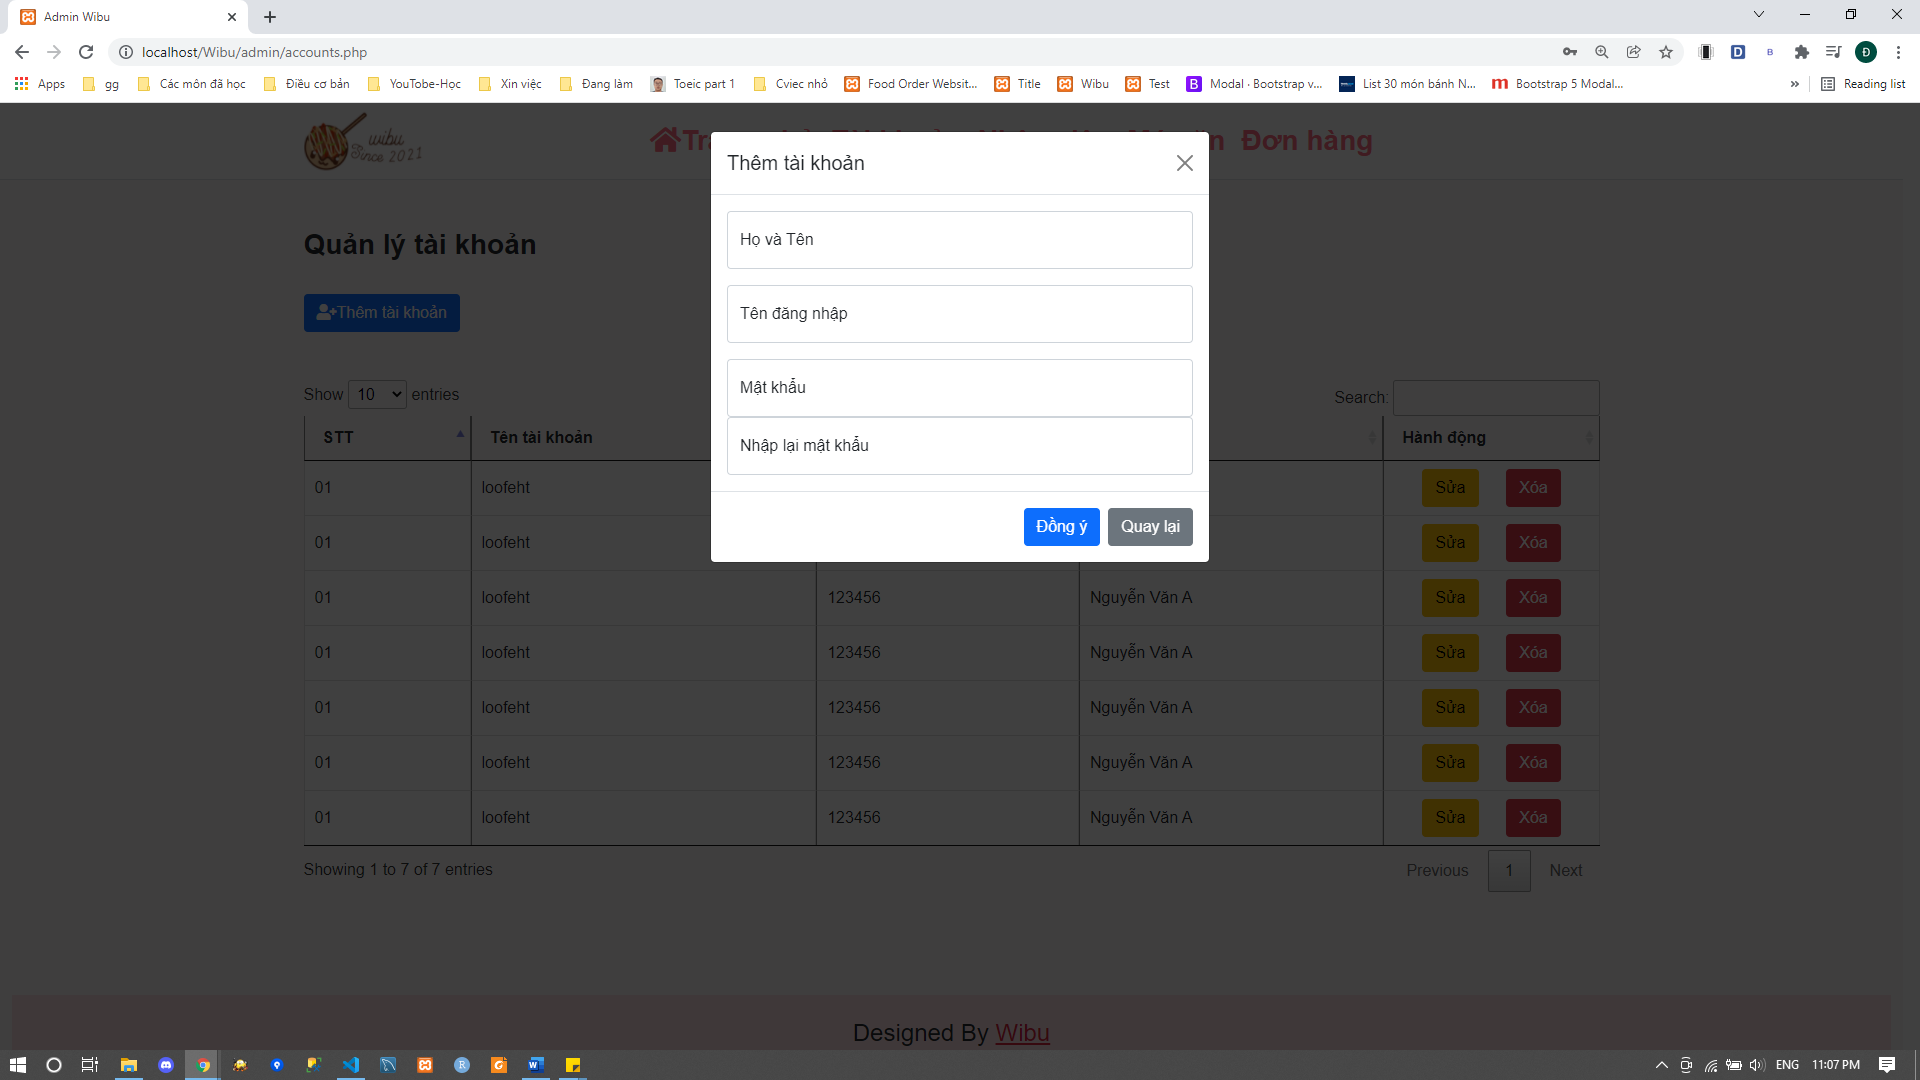 Admin Wibu
localhost/Wibu/admin/accounts.php
Apps gg Các môn đã học Điều cơ bản YouTobe-Học Xin việc Đang làm Toeic part 1 Cviec nhỏ Food Order Websit... Title Wibu Test Modal · Bootstrap v... List 30 món bánh N... Bootstrap 5 Modal... » Reading list
wibu
Since 2021
Đơn hàng
Thêm tài khoản
Họ và Tên
Tên đăng nhập
Mật khẩu
Nhập lại mật khẩu
Đồng ý Quay lại
Quản lý tài khoản
Thêm tài khoản
Show 10 entries
Search:
STT Tên tài khoản Hành động
01 loofeht Sửa Xóa
01 loofeht Sửa Xóa
01 loofeht 123456 Nguyễn Văn A Sửa Xóa
01 loofeht 123456 Nguyễn Văn A Sửa Xóa
01 loofeht 123456 Nguyễn Văn A Sửa Xóa
01 loofeht 123456 Nguyễn Văn A Sửa Xóa
01 loofeht 123456 Nguyễn Văn A Sửa Xóa
Showing 1 to 7 of 7 entries
Previous 1 Next
Designed By Wibu
ENG 11:07 PM